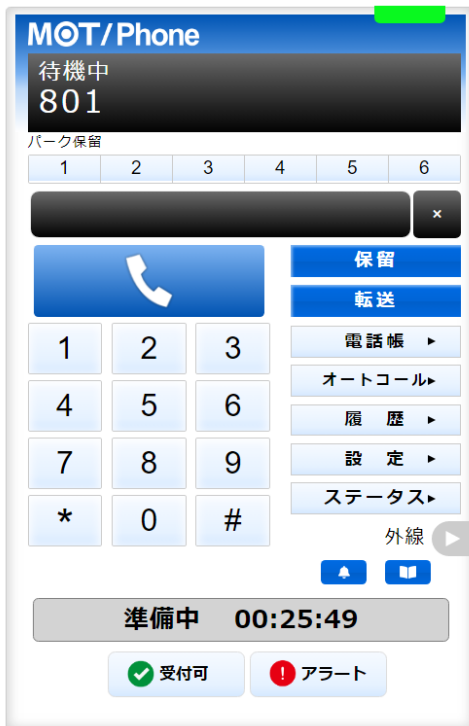 MOT/Phone
待機中
801
パーク保留
1 2 3 4 5 6
×
保留
転送
1 2 3
電話帳 ►
オートコール►
4 5 6
履 歴 ►
7 8 9
設 定 ►
ステータス►
* 0 #
外線
準備中 00:25:49
受付可 アラート